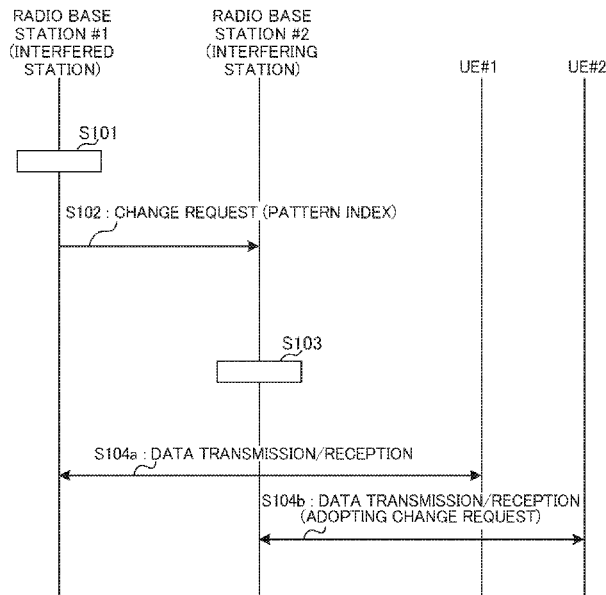 RADIO BASE
STATION #1
(INTERFERED
STATION)
RADIO BASE
STATION #2
(INTERFERING
STATION)
UE#1
UE#2
S101
S102 : CHANGE REQUEST (PATTERN INDEX)
S103
S104a : DATA TRANSMISSION/RECEPTION
S104b : DATA TRANSMISSION/RECEPTION
(ADOPTING CHANGE REQUEST)